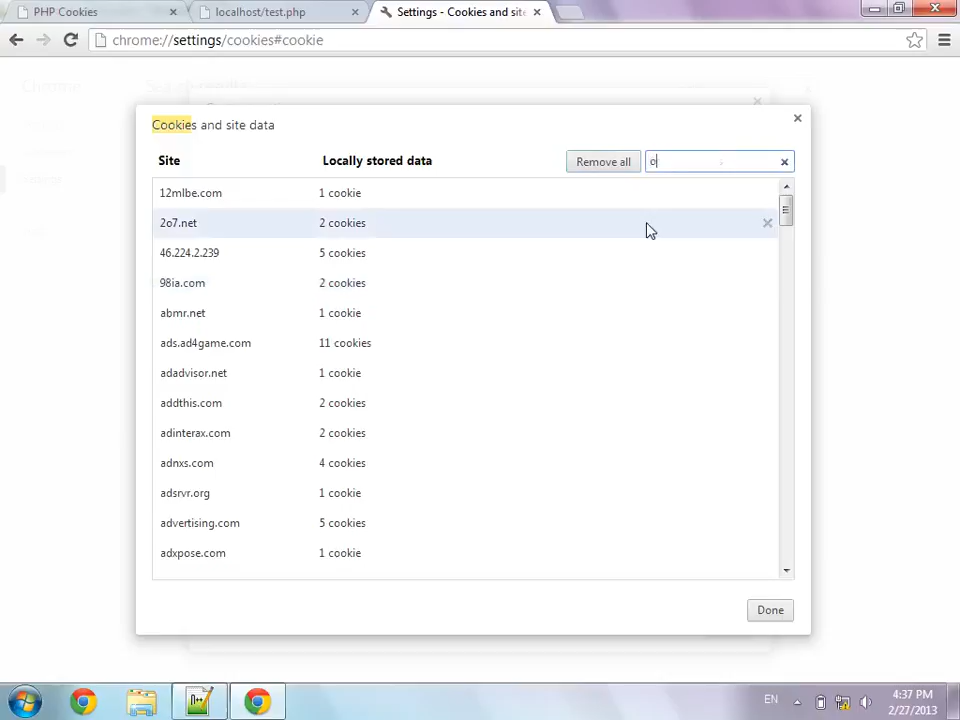 PHP Cookies
localhost/test.php
Settings - Cookies and site
chrome://settings/cookies#cookie
Cookies and site data
Site
Locally stored data
Remove all
o
12mlbe.com
1 cookie
2o7.net
2 cookies
46.224.2.239
5 cookies
98ia.com
2 cookies
abmr.net
1 cookie
ads.ad4game.com
11 cookies
adadvisor.net
1 cookie
addthis.com
2 cookies
adinterax.com
2 cookies
adnxs.com
4 cookies
adsrvr.org
1 cookie
advertising.com
5 cookies
adxpose.com
1 cookie
Done
EN
4:37 PM
2/27/2013